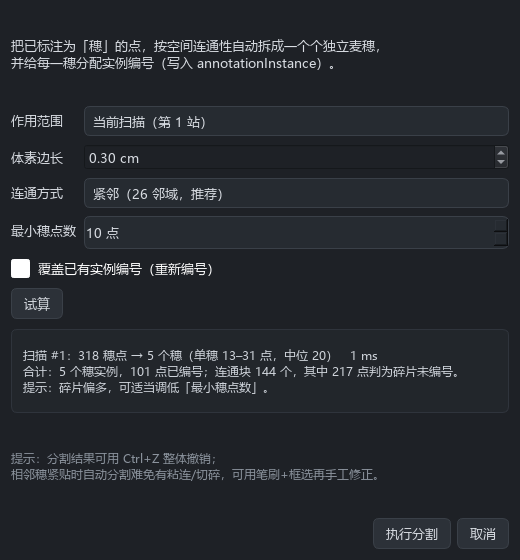 把已标注为「穗」的点，按空间连通性自动拆成一个个独立麦穗，
并给每一穗分配实例编号（写入 annotationInstance）。
作用范围 当前扫描（第 1 站）
体素边长 0.30 cm
连通方式 紧邻（26 邻域，推荐）
最小穗点数 10 点
覆盖已有实例编号（重新编号）
试算
扫描 #1：318 穗点 → 5 个穗（单穗 13–31 点，中位 20） 1 ms
合计：5 个穗实例，101 点已编号；连通块 144 个，其中 217 点判为碎片未编号。
提示：碎片偏多，可适当调低「最小穗点数」。
提示：分割结果可用 Ctrl+Z 整体撤销；
相邻穗紧贴时自动分割难免有粘连/切碎，可用笔刷+框选再手工修正。
执行分割 取消